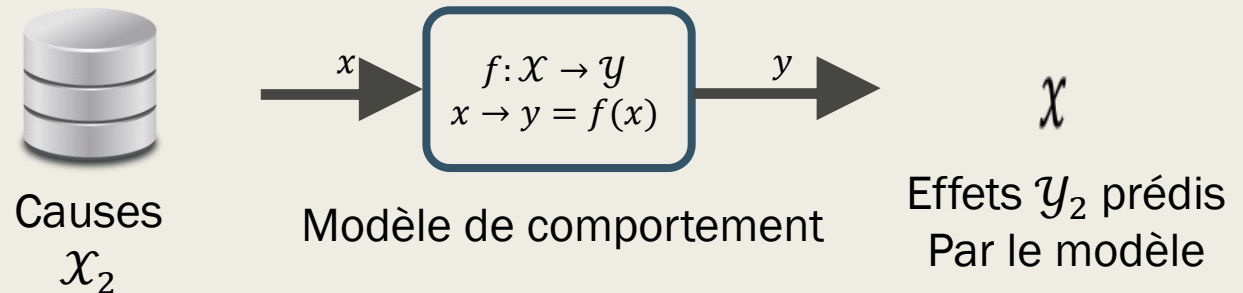 x
f: 𝒳 → 𝒴
x → y = f(x)
y
χ
Causes
𝒳₂
Modèle de comportement
Effets 𝒴₂ prédis
Par le modèle